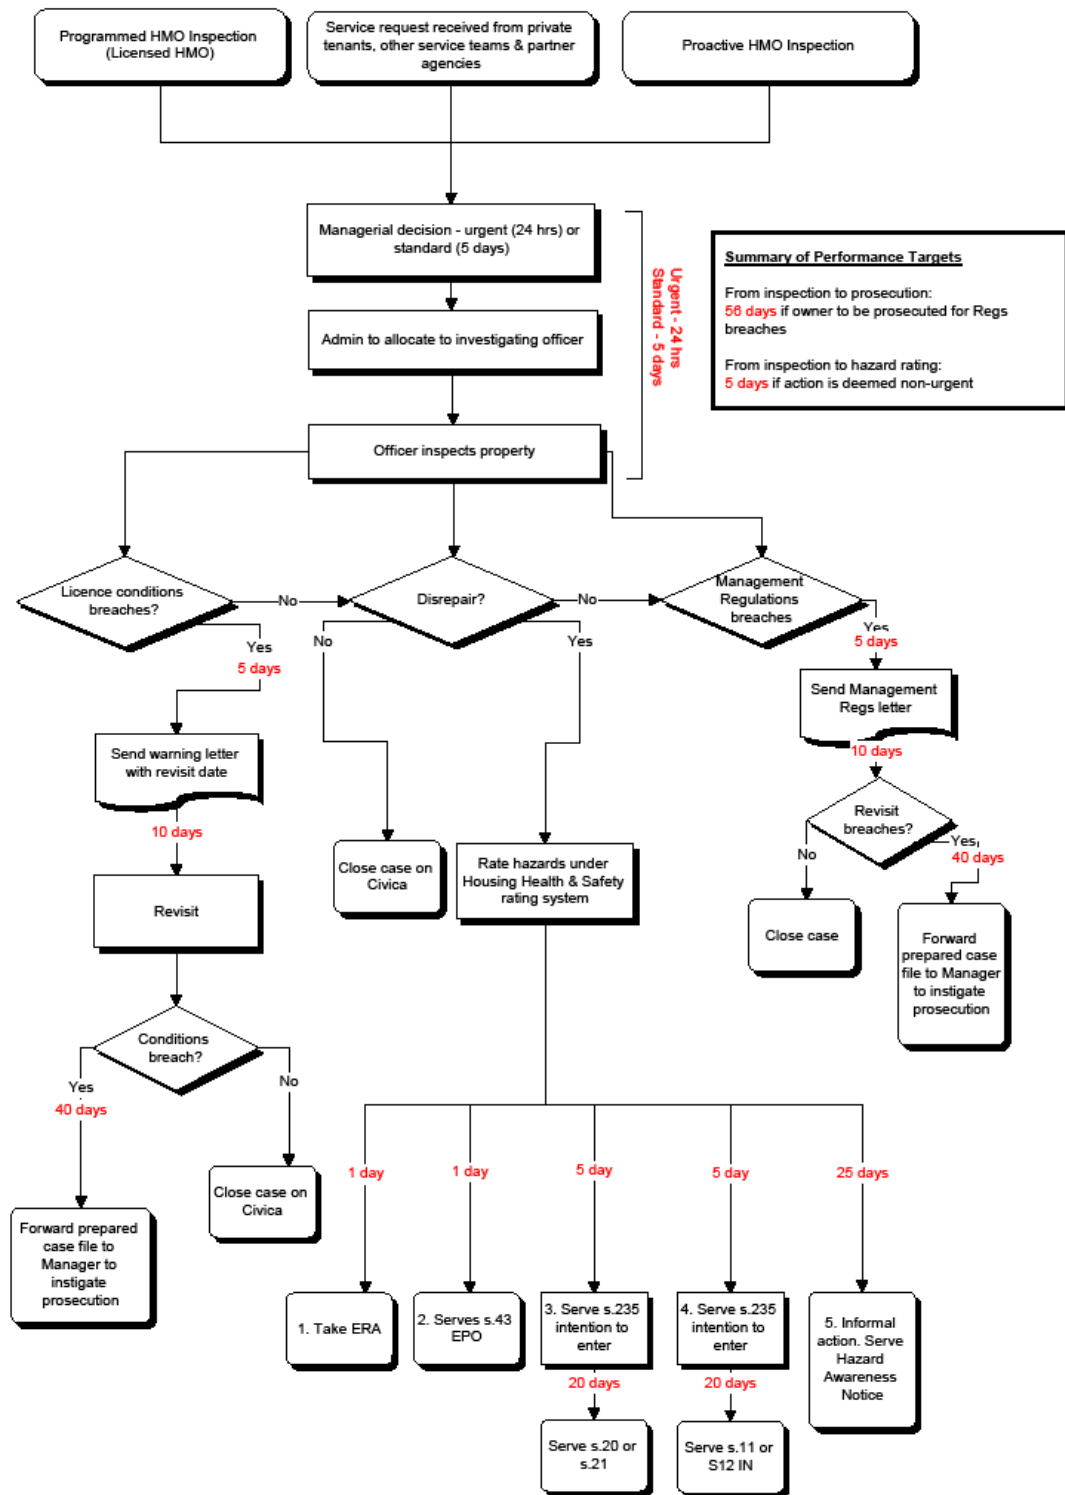 Programmed HMO Inspection
(Licensed HMO)
Service request received from private
tenants, other service teams & partner
agencies
Proactive HMO Inspection
Managerial decision - urgent (24 hrs) or
standard (5 days)
Admin to allocate to investigating officer
Officer inspects property
Urgent - 24 hrs
Standard - 5 days
Summary of Performance Targets
From inspection to prosecution:
56 days if owner to be prosecuted for Regs
breaches
From inspection to hazard rating:
5 days if action is deemed non-urgent
Licence conditions
breaches?
No
Disrepair?
No
Management
Regulations
breaches
Yes
5 days
No
Yes
Yes
5 days
Send warning letter
with revisit date
10 days
Revisit
Conditions
breach?
Yes
40 days
No
Forward prepared
case file to
Manager to
instigate
prosecution
Close case on
Civica
Close case on
Civica
Rate hazards under
Housing Health & Safety
rating system
Send Management
Regs letter
10 days
Revisit
breaches?
No
Yes
40 days
Close case
Forward
prepared case
file to Manager
to instigate
prosecution
1 day
1 day
5 day
5 day
25 days
1. Take ERA
2. Serves s.43
EPO
3. Serve s.235
intention to
enter
4. Serve s.235
intention to
enter
5. Informal
action. Serve
Hazard
Awareness
Notice
20 days
20 days
Serve s.20 or
s.21
Serve s.11 or
S12 IN